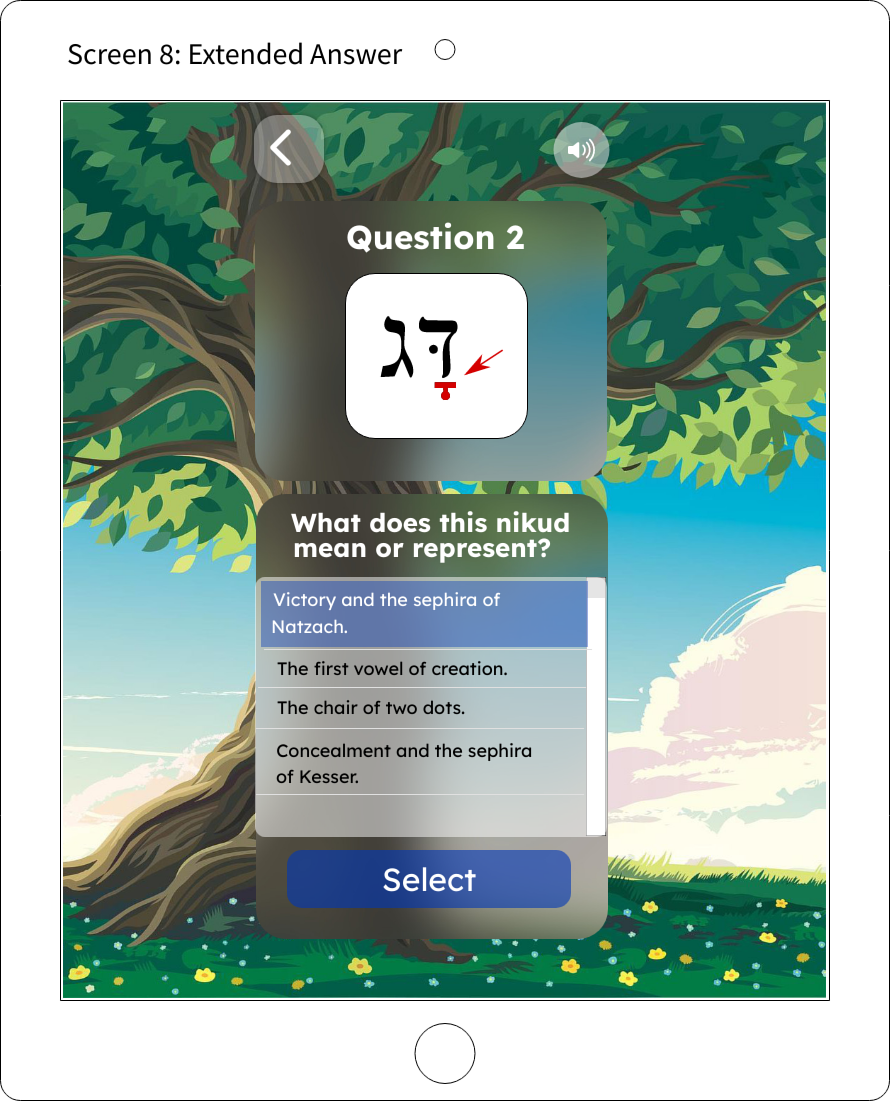 Screen 8: Extended Answer
Question 2
דָּג
What does this nikud
mean or represent?
Victory and the sephira of
Natzach.
The first vowel of creation.
The chair of two dots.
Concealment and the sephira
of Kesser.
Select